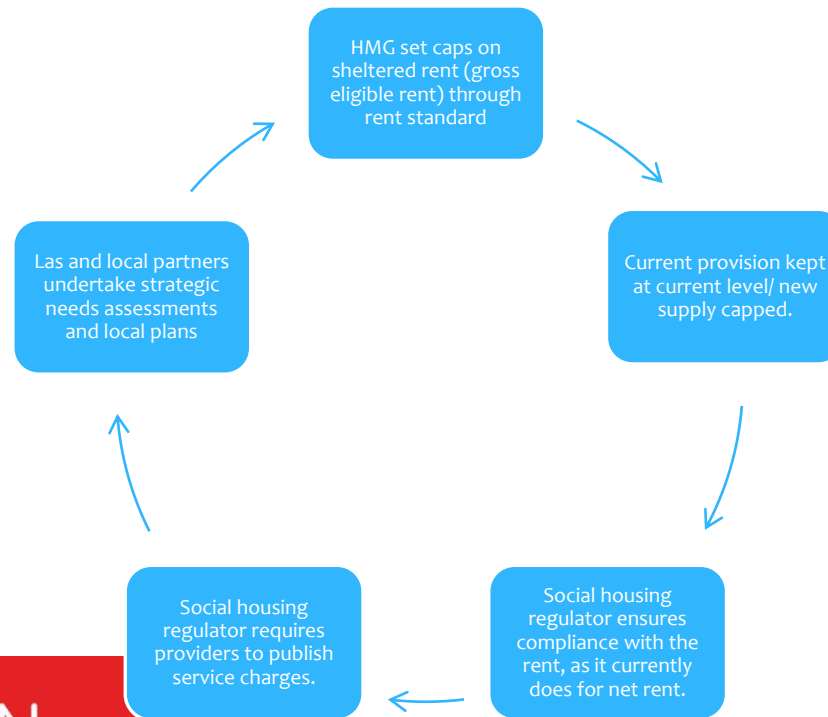 HMG set caps on
sheltered rent (gross
eligible rent) through
rent standard
Current provision kept
at current level/ new
supply capped.
Social housing
regulator ensures
compliance with the
rent, as it currently
does for net rent.
Social housing
regulator requires
providers to publish
service charges.
Las and local partners
undertake strategic
needs assessments
and local plans